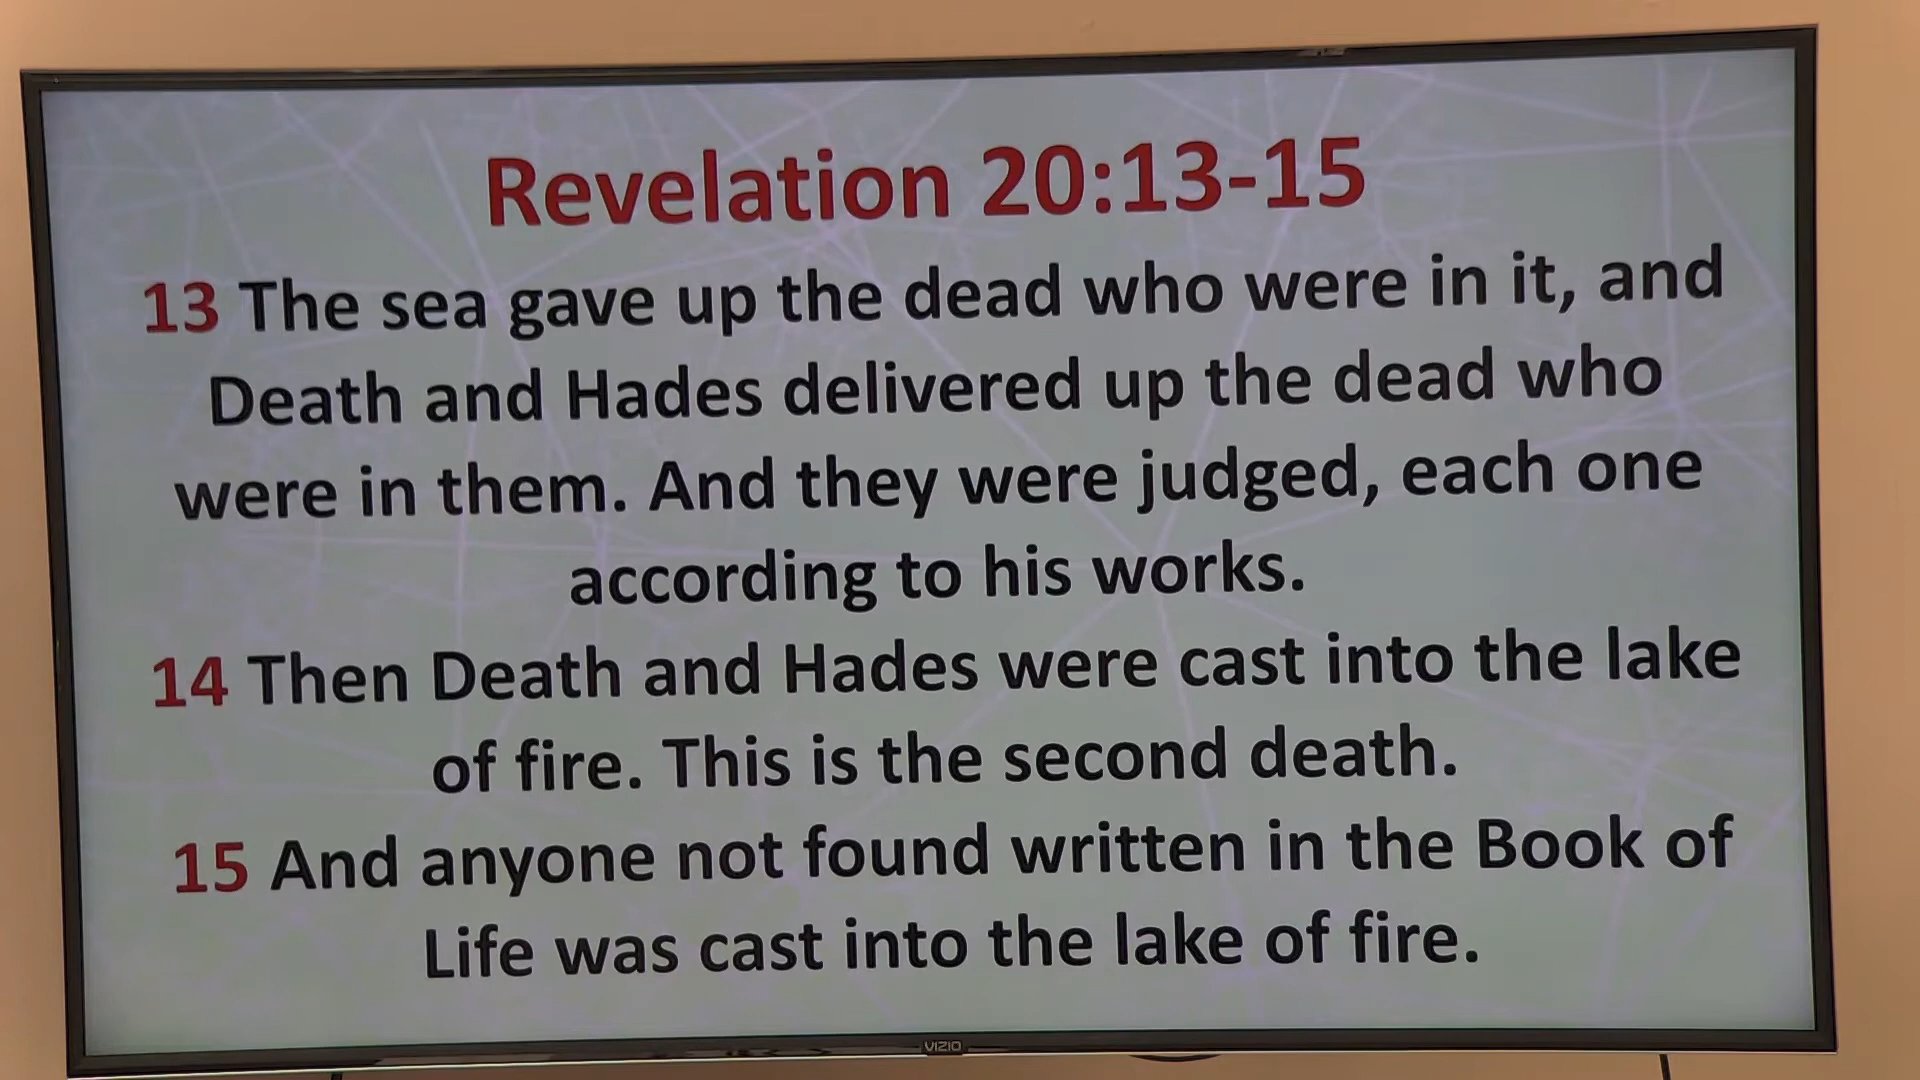 Revelation 20:13-15
13 The sea gave up the dead who were in it, and
Death and Hades delivered up the dead who
were in them. And they were judged, each one
according to his works.
14 Then Death and Hades were cast into the lake
of fire. This is the second death.
15 And anyone not found written in the Book of
Life was cast into the lake of fire.
VIZIO